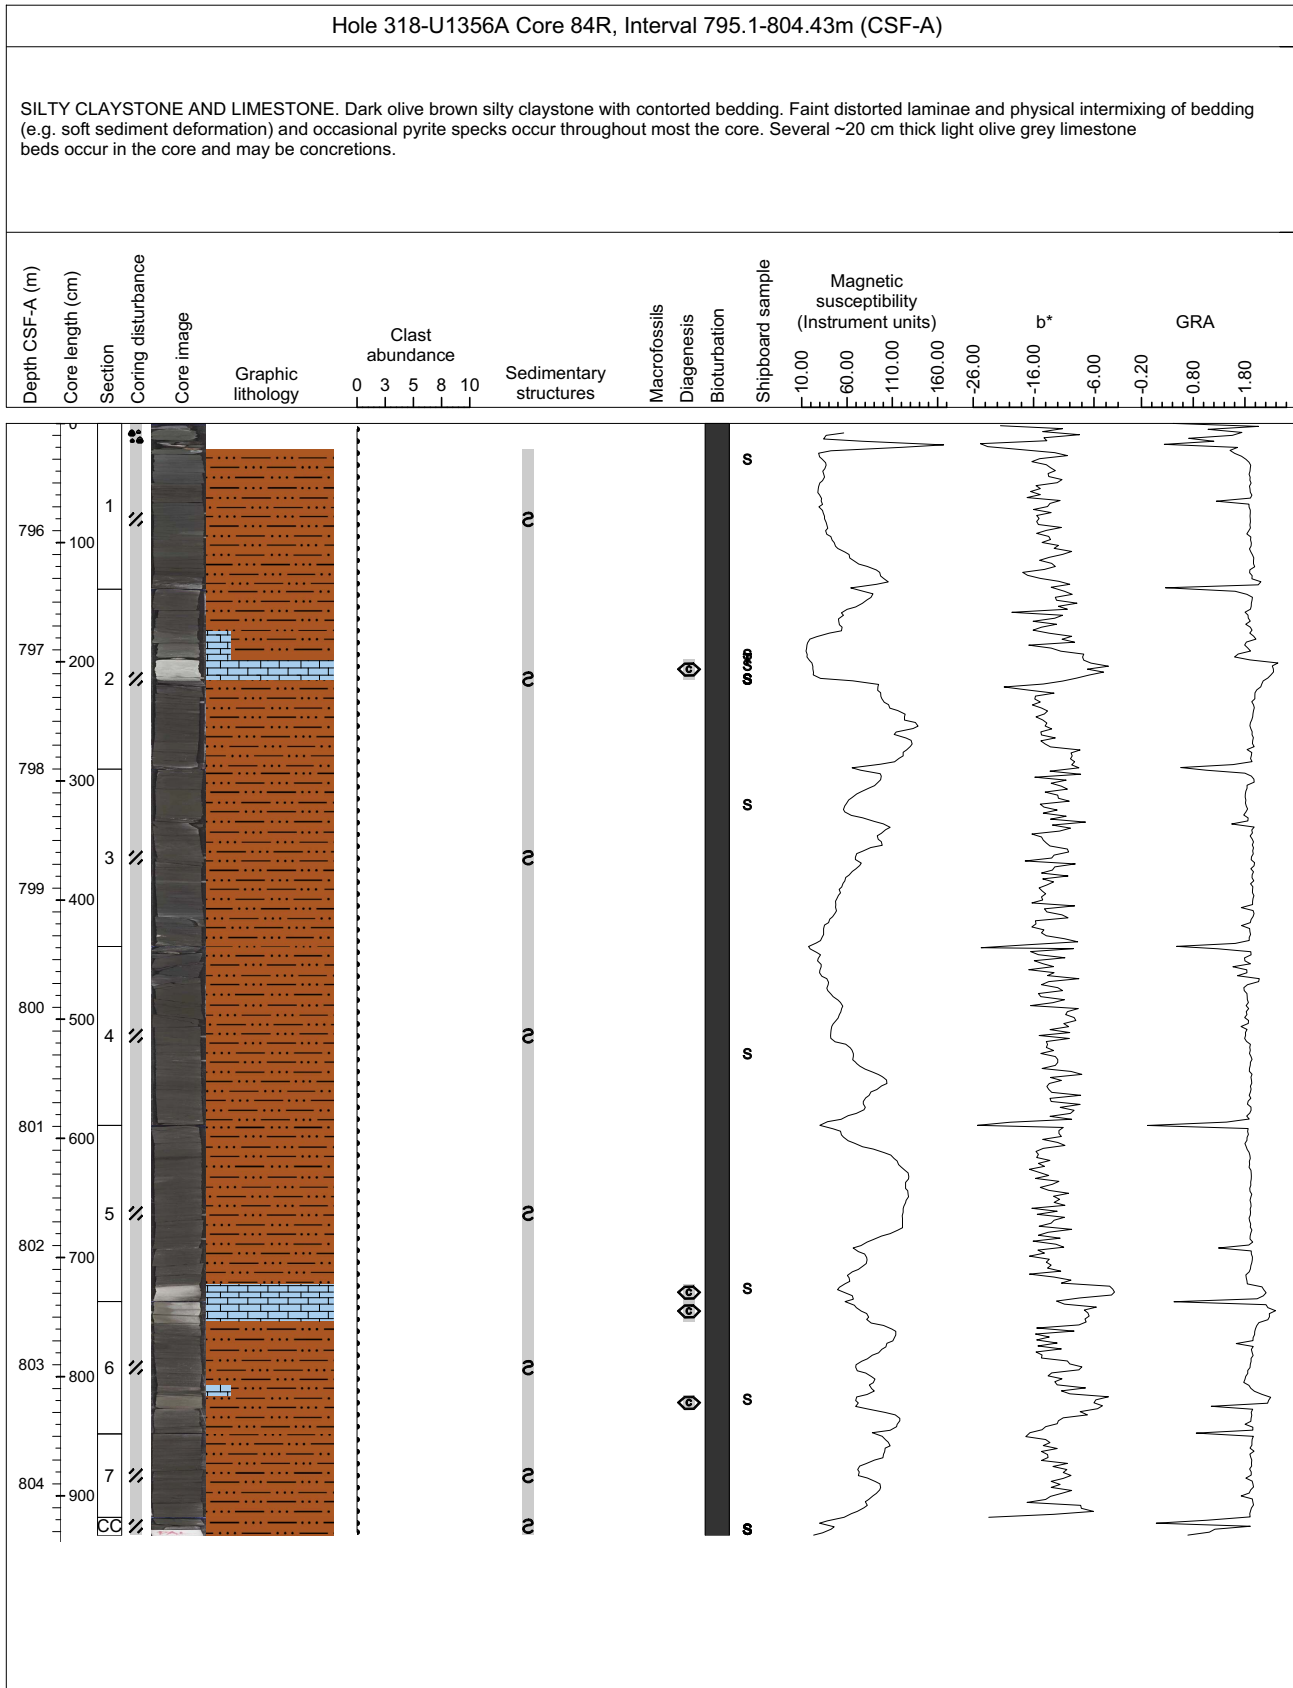 Hole 318-U1356A Core 84R, Interval 795.1-804.43m (CSF-A)
SILTY CLAYSTONE AND LIMESTONE. Dark olive brown silty claystone with contorted bedding. Faint distorted laminae and physical intermixing of bedding
(e.g. soft sediment deformation) and occasional pyrite specks occur throughout most the core. Several ~20 cm thick light olive grey limestone
beds occur in the core and may be concretions.
Depth CSF-A (m)
Core length (cm)
Section
Coring disturbance
Core image
Graphic
lithology
Clast
abundance
0 3 5 8 10
Sedimentary
structures
Macrofossils
Diagenesis
Bioturbation
Shipboard sample
Magnetic
susceptibility
(Instrument units)
10.00 60.00 110.00 160.00
b*
-26.00 -16.00 -6.00
GRA
-0.20 0.80 1.80
796
797
798
799
800
801
802
803
804
0
100
200
300
400
500
600
700
800
900
1
2
3
4
5
6
7
CC
C
C
C
C
S
S
S
S
S
S
S